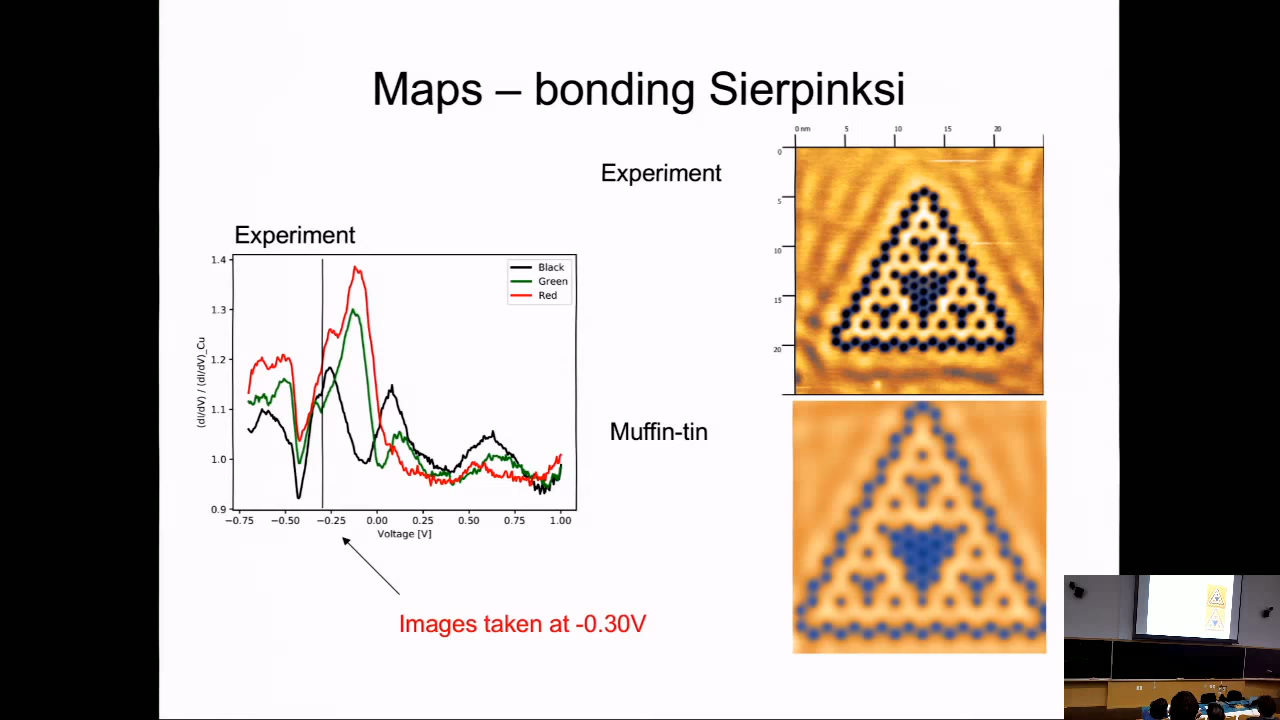 Maps – bonding Sierpinksi
Experiment
0 nm 5 10 15 20
0
5
10
15
20
Experiment
1.4
1.3
1.2
1.1
1.0
0.9
(dI/dV) / (dI/dV)_Cu
Black
Green
Red
−0.75 −0.50 −0.25 0.00 0.25 0.50 0.75 1.00
Voltage [V]
Muffin-tin
Images taken at -0.30V